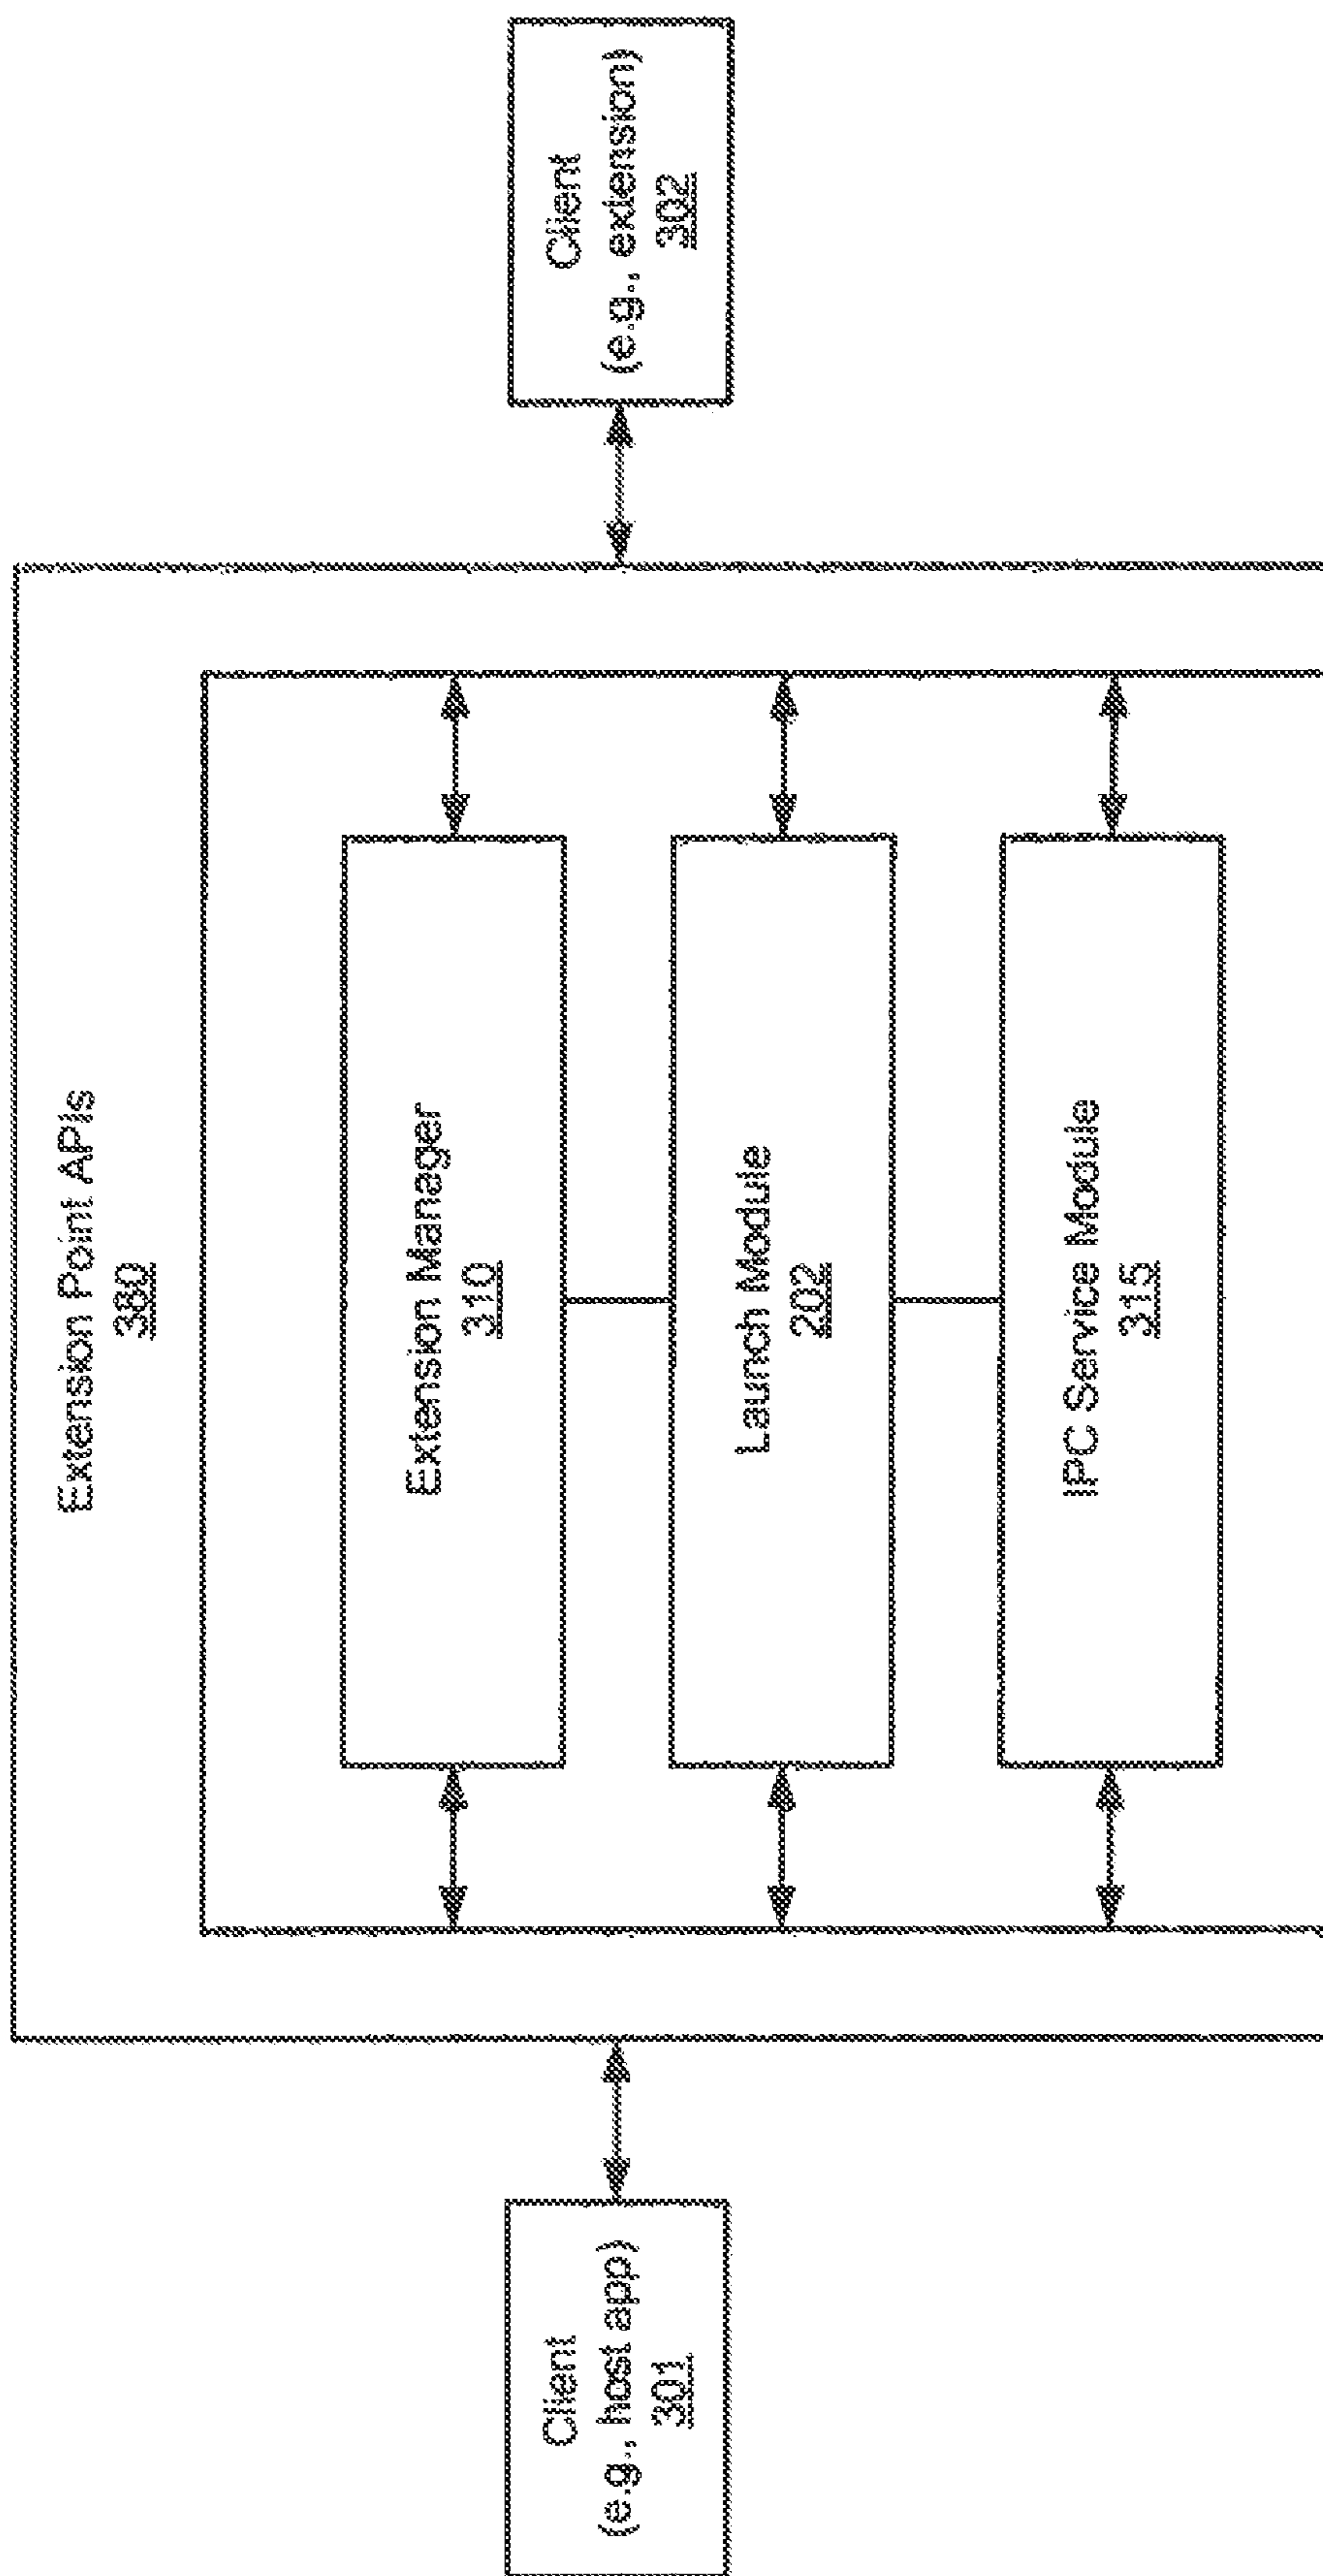 Extension Point APIs
380
Extension Manager
310
Launch Module
202
IPC Service Module
315
Client
(e.g., host app)
301
Client
(e.g., extension)
302